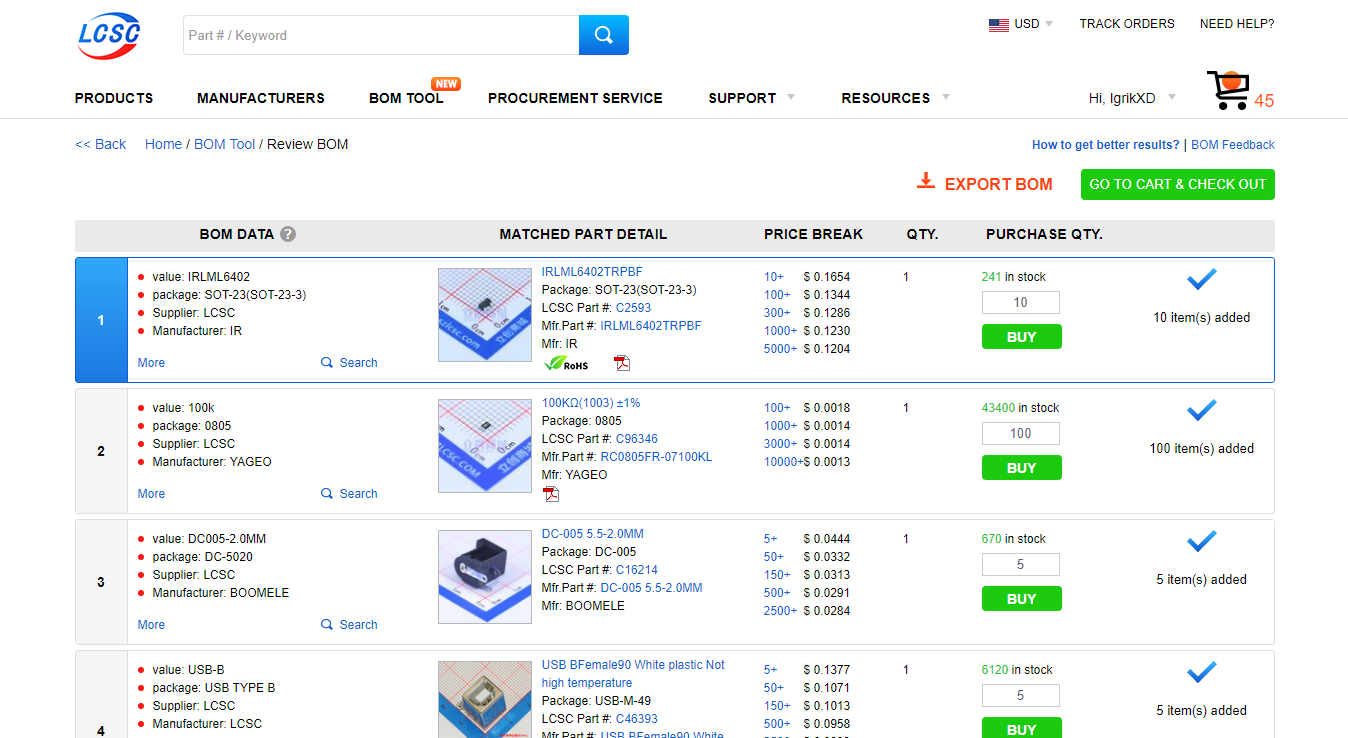 LCSC
Part # / Keyword
USD
TRACK ORDERS
NEED HELP?
PRODUCTS
MANUFACTURERS
BOM TOOL
NEW
PROCUREMENT SERVICE
SUPPORT
RESOURCES
Hi, IgrikXD
45
<< Back
Home / BOM Tool / Review BOM
How to get better results? | BOM Feedback
EXPORT BOM
GO TO CART & CHECK OUT
BOM DATA ?
MATCHED PART DETAIL
PRICE BREAK
QTY.
PURCHASE QTY.
1
value: IRLML6402
package: SOT-23(SOT-23-3)
Supplier: LCSC
Manufacturer: IR
More
Search
IRLML6402TRPBF
Package: SOT-23(SOT-23-3)
LCSC Part #: C2593
Mfr.Part #: IRLML6402TRPBF
Mfr: IR
RoHS
10+ $ 0.1654
100+ $ 0.1344
300+ $ 0.1286
1000+ $ 0.1230
5000+ $ 0.1204
1
241 in stock
10
BUY
10 item(s) added
2
value: 100k
package: 0805
Supplier: LCSC
Manufacturer: YAGEO
More
Search
100KΩ(1003) ±1%
Package: 0805
LCSC Part #: C96346
Mfr.Part #: RC0805FR-07100KL
Mfr: YAGEO
100+ $ 0.0018
1000+ $ 0.0014
3000+ $ 0.0014
10000+ $ 0.0013
1
43400 in stock
100
BUY
100 item(s) added
3
value: DC005-2.0MM
package: DC-5020
Supplier: LCSC
Manufacturer: BOOMELE
More
Search
DC-005 5.5-2.0MM
Package: DC-005
LCSC Part #: C16214
Mfr.Part #: DC-005 5.5-2.0MM
Mfr: BOOMELE
5+ $ 0.0444
50+ $ 0.0332
150+ $ 0.0313
500+ $ 0.0291
2500+ $ 0.0284
1
670 in stock
5
BUY
5 item(s) added
4
value: USB-B
package: USB TYPE B
Supplier: LCSC
Manufacturer: LCSC
USB BFemale90 White plastic Not
high temperature
Package: USB-M-49
LCSC Part #: C46393
Mfr.Part #: USB BFemale90 White
5+ $ 0.1377
50+ $ 0.1071
150+ $ 0.1013
500+ $ 0.0958
1
6120 in stock
5
BUY
5 item(s) added